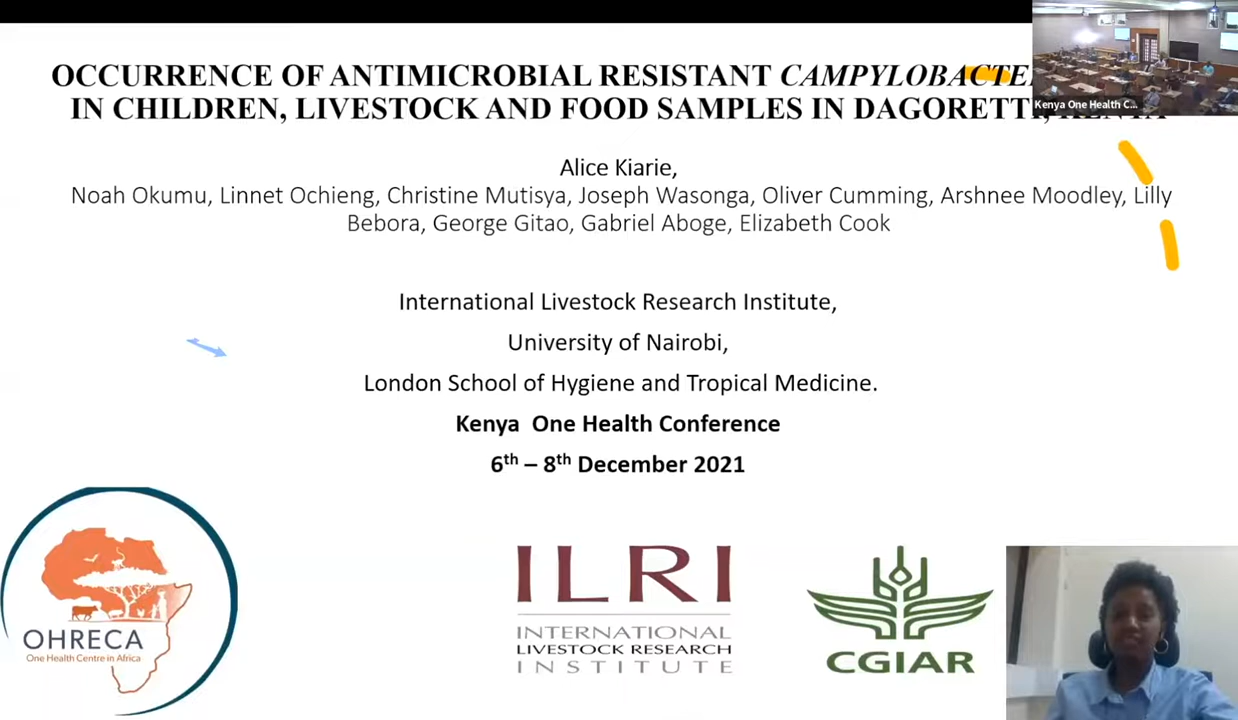 OCCURRENCE OF ANTIMICROBIAL RESISTANT CAMPYLOBACTE
IN CHILDREN, LIVESTOCK AND FOOD SAMPLES IN DAGORETTI,
Kenya One Health C...
Alice Kiarie,
Noah Okumu, Linnet Ochieng, Christine Mutisya, Joseph Wasonga, Oliver Cumming, Arshnee Moodley, Lilly
Bebora, George Gitao, Gabriel Aboge, Elizabeth Cook
International Livestock Research Institute,
University of Nairobi,
London School of Hygiene and Tropical Medicine.
Kenya One Health Conference
6th – 8th December 2021
OHRECA
One Health Centre in Africa
ILRI
INTERNATIONAL
LIVESTOCK RESEARCH
INSTITUTE
CGIAR